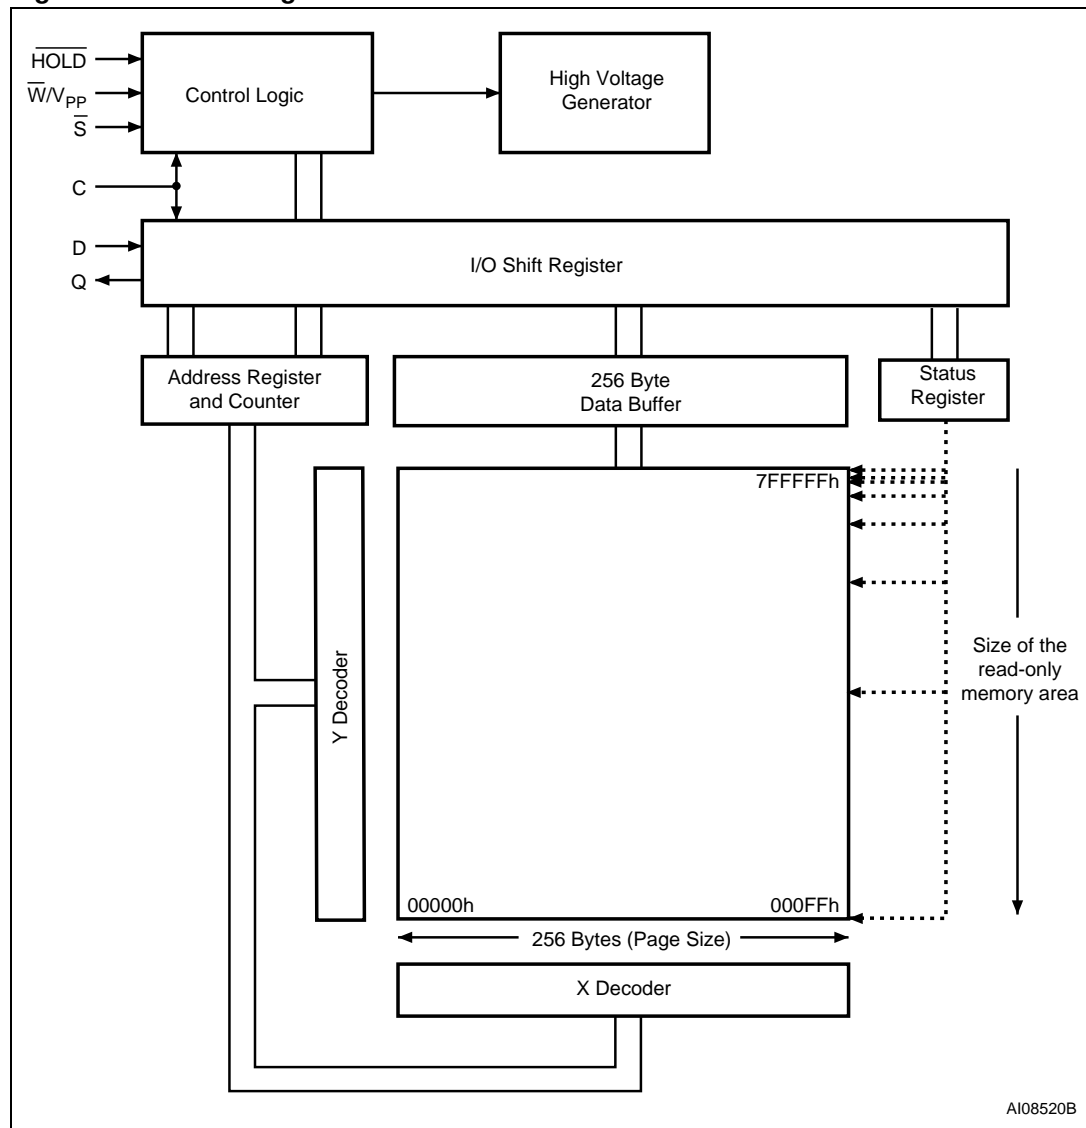 HOLD
W/VPP
S
Control Logic
High Voltage
Generator
C
D
Q
I/O Shift Register
Address Register
and Counter
256 Byte
Data Buffer
Status
Register
7FFFFFh
Y Decoder
Size of the
read-only
memory area
00000h
000FFh
256 Bytes (Page Size)
X Decoder
AI08520B